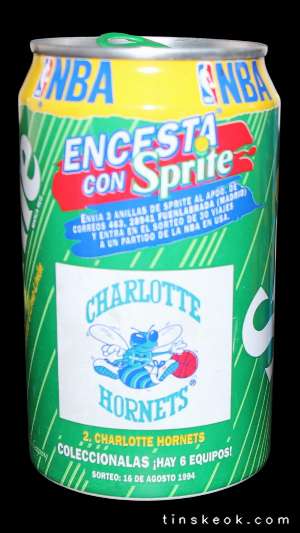 NBA NBA
ENCESTA
CON Sprite
ENVIA 3 ANILLAS DE SPRITE AL APDO. DE
CORREOS 463, 28943 FUENLABRADA (MADRID)
Y ENTRA EN EL SORTEO DE 30 VIAJES
A UN PARTIDO DE LA NBA EN USA.
CHARLOTTE
HORNETS®
2. CHARLOTTE HORNETS
COLECCIONALAS ¡HAY 6 EQUIPOS!
SORTEO: 16 DE AGOSTO 1994
tinskeok.com